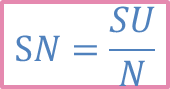 SN = SU / N